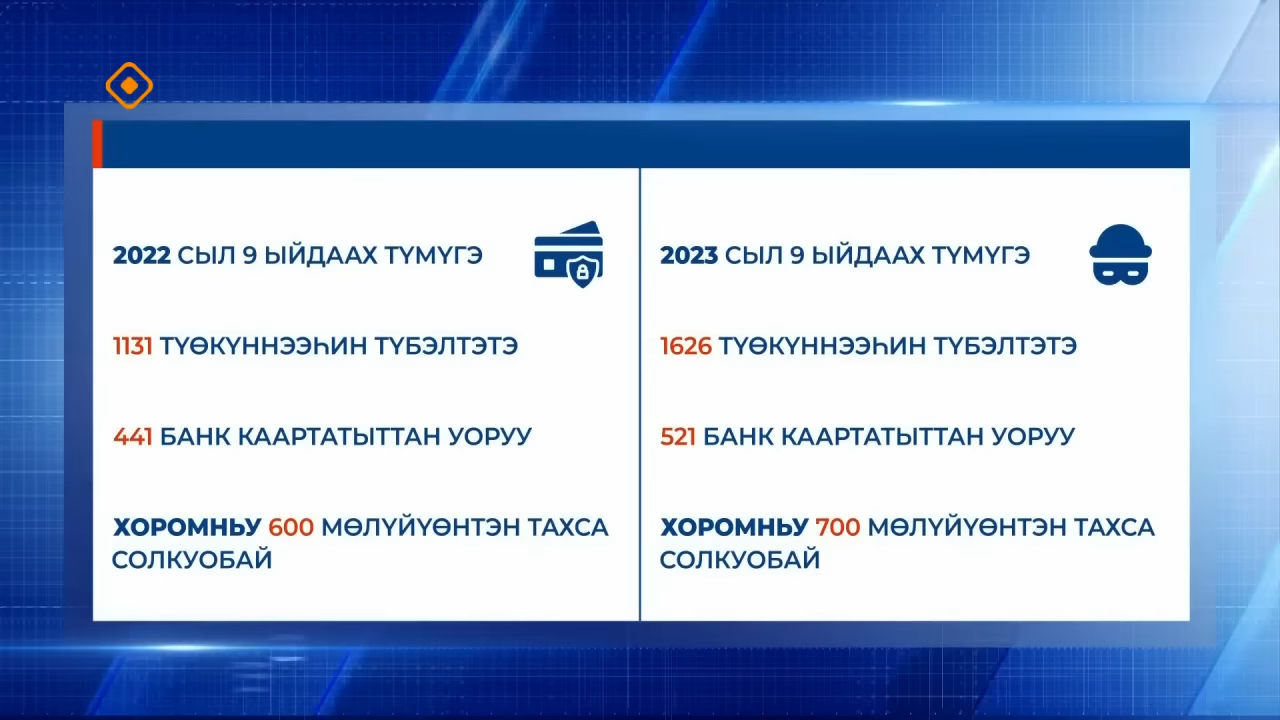 2022 СЫЛ 9 ЫЙДААХ ТҮМҮГЭ
1131 ТҮӨКҮННЭЭҺИН ТҮБЭЛТЭТЭ
441 БАНК КААРТАТЫТТАН УОРУУ
ХОРОМНЬУ 600 МӨЛҮЙҮӨНТЭН ТАХСА
СОЛКУОБАЙ
2023 СЫЛ 9 ЫЙДААХ ТҮМҮГЭ
1626 ТҮӨКҮННЭЭҺИН ТҮБЭЛТЭТЭ
521 БАНК КААРТАТЫТТАН УОРУУ
ХОРОМНЬУ 700 МӨЛҮЙҮӨНТЭН ТАХСА
СОЛКУОБАЙ